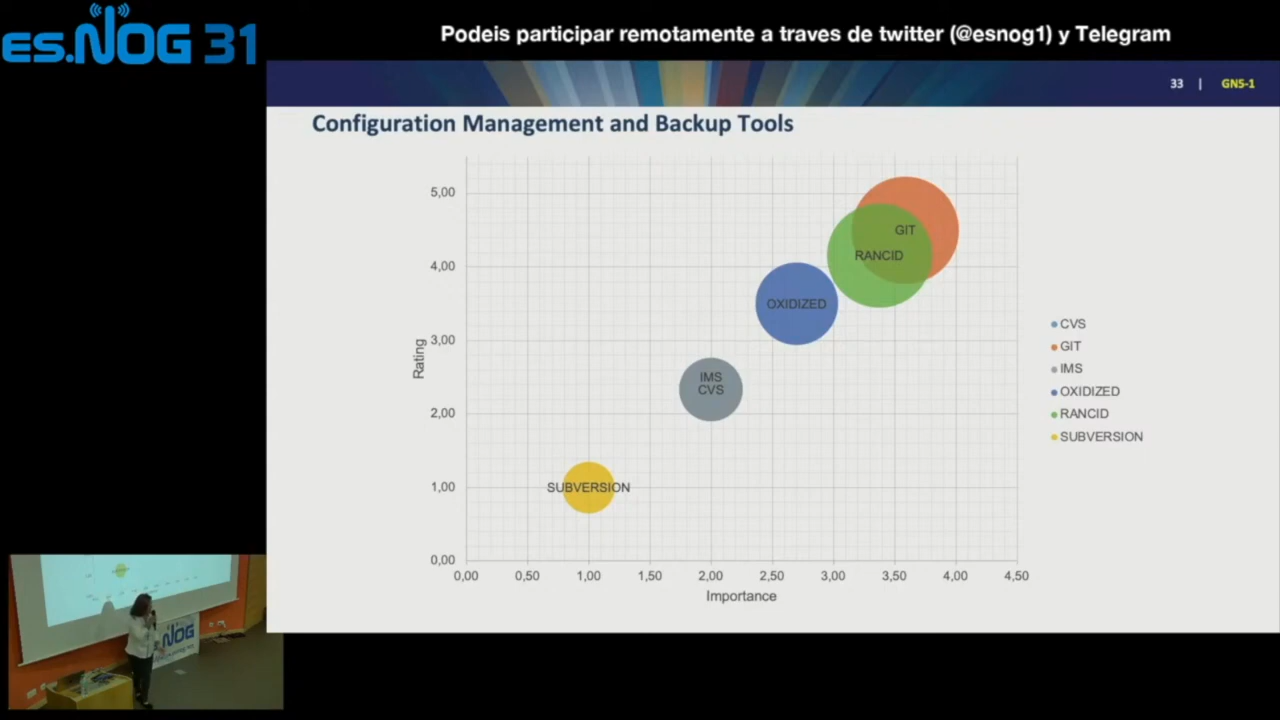 es.NOG 31
Podeis participar remotamente a traves de twitter (@esnog1) y Telegram
33 | GN5-1
Configuration Management and Backup Tools
5,00
4,00
3,00
2,00
1,00
0,00
Rating
GIT
RANCID
OXIDIZED
IMS
CVS
SUBVERSION
0,00 0,50 1,00 1,50 2,00 2,50 3,00 3,50 4,00 4,50
Importance
CVS
GIT
IMS
OXIDIZED
RANCID
SUBVERSION
NOG